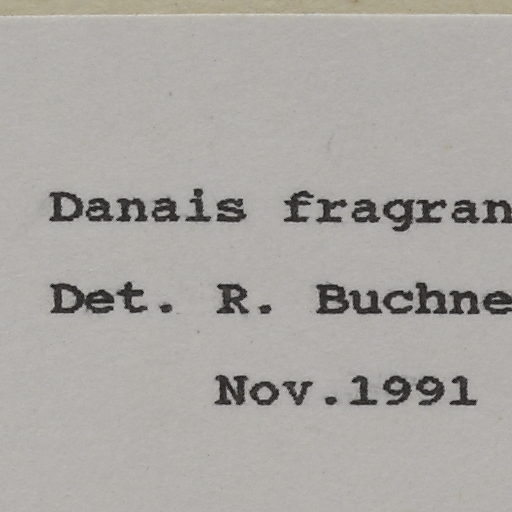 Danais fragran
Det. R. Buchne
Nov.1991